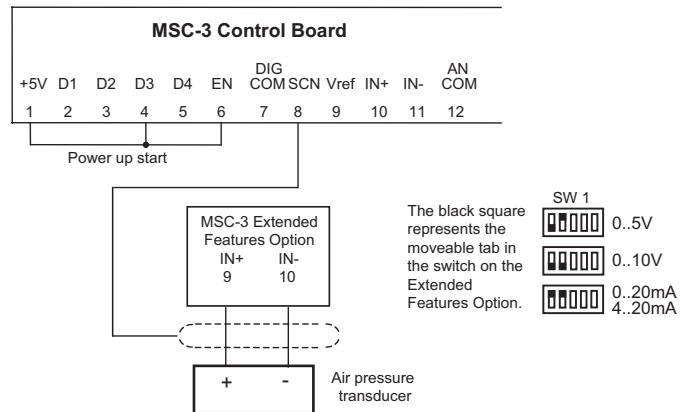 MSC-3 Control Board
+5V D1 D2 D3 D4 EN DIG COM SCN Vref IN+ IN- AN COM
1 2 3 4 5 6 7 8 9 10 11 12
Power up start
MSC-3 Extended
Features Option
IN+ IN-
9 10
The black square
represents the
moveable tab in
the switch on the
Extended
Features Option.
SW 1
0..5V
0..10V
0..20mA
4..20mA
+ -
Air pressure
transducer